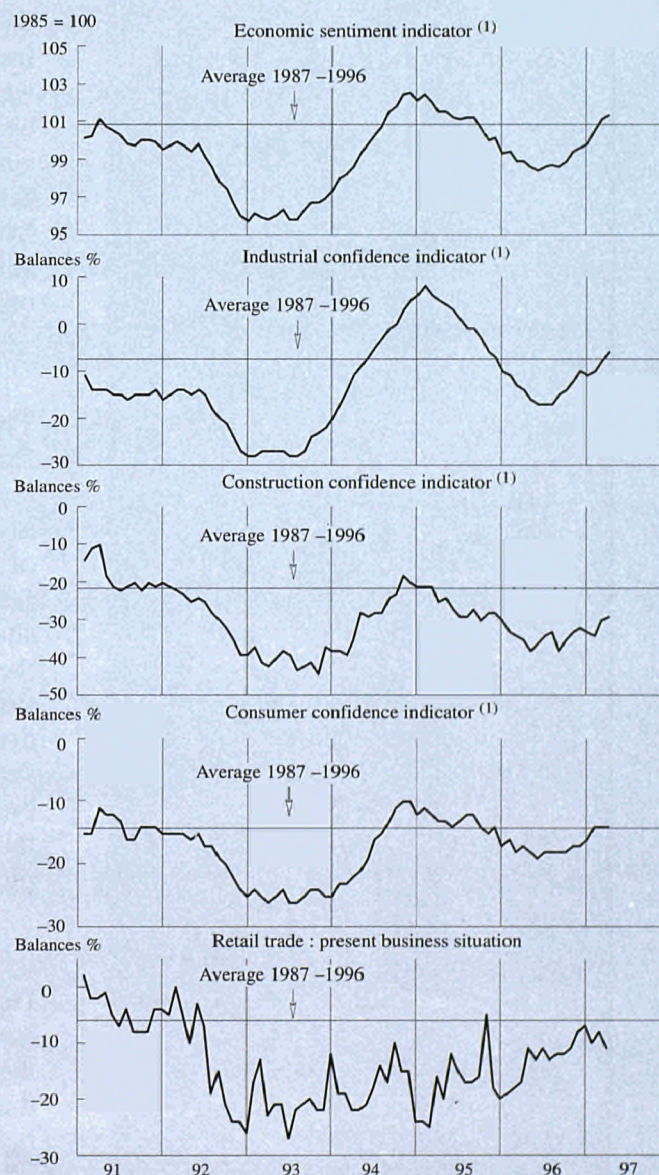 1985 = 100
Economic sentiment indicator (1)
105
Average 1987 –1996
103
101
99
97
95
Balances %
Industrial confidence indicator (1)
10
Average 1987 –1996
0
–10
–20
–30
Balances %
Construction confidence indicator (1)
0
Average 1987 –1996
–10
–20
–30
–40
–50
Balances %
Consumer confidence indicator (1)
0
Average 1987 –1996
–10
–20
–30
Balances %
Retail trade : present business situation
Average 1987 –1996
0
–10
–20
–30
91 92 93 94 95 96 97